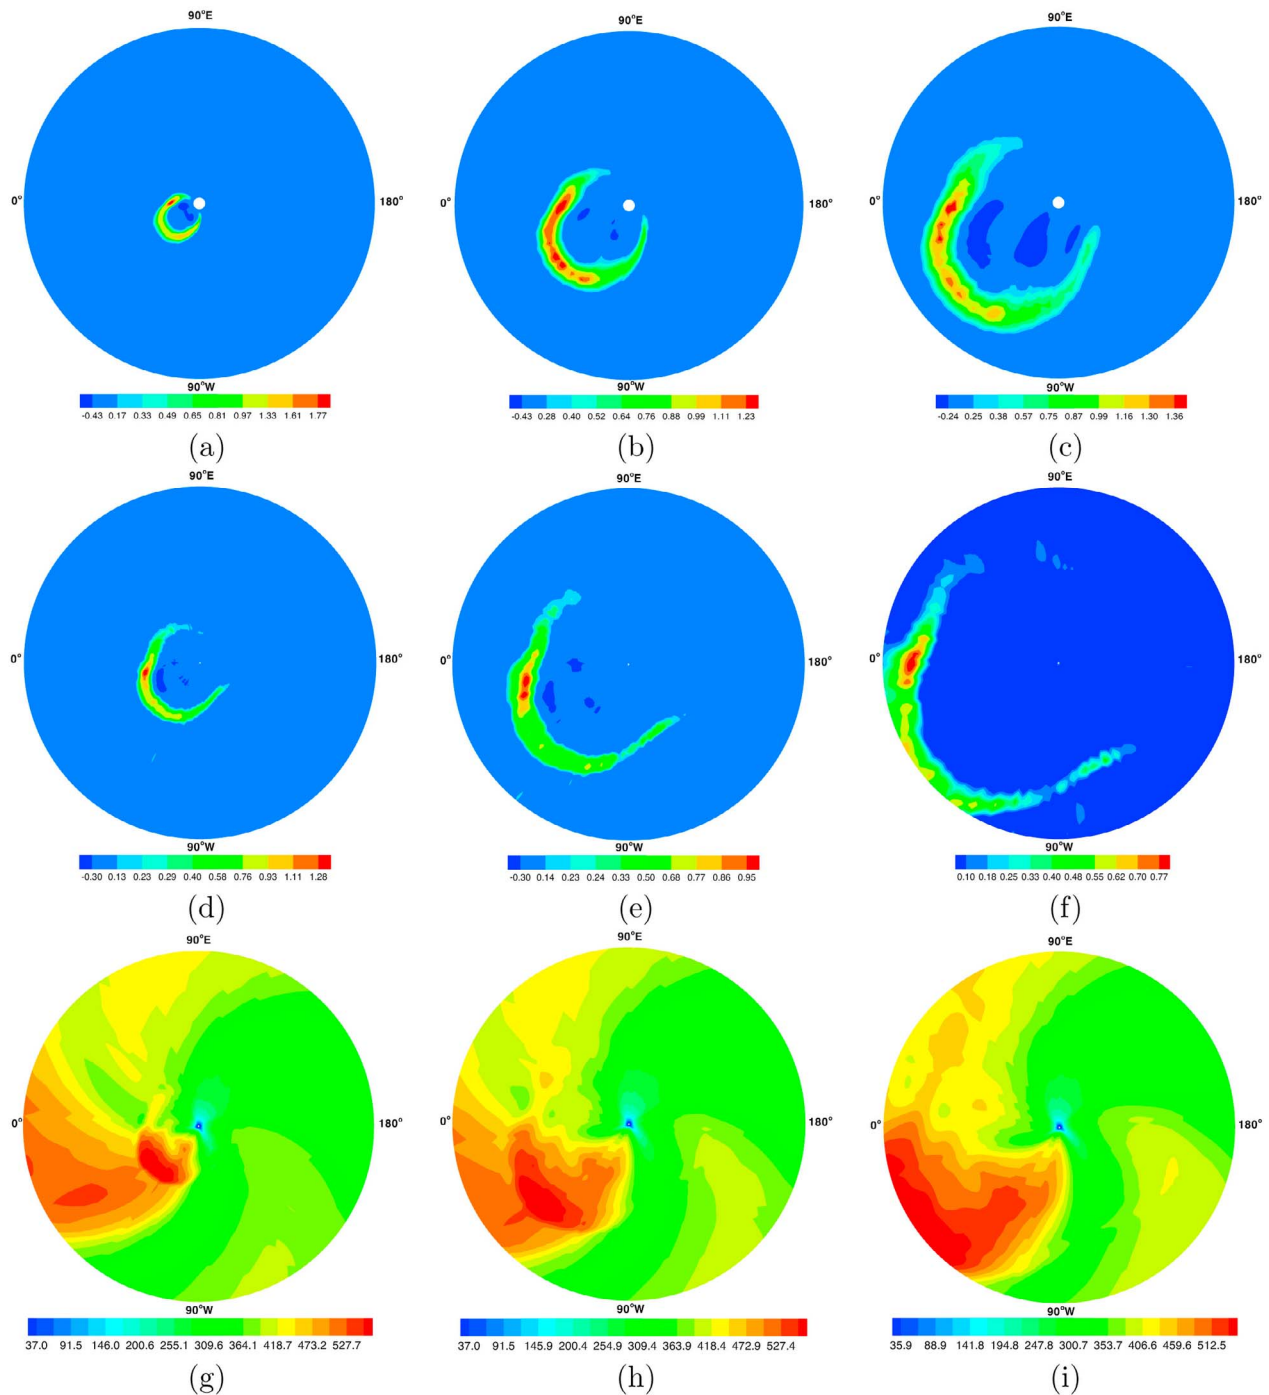 90°E
90°E
90°E
0°
180°
0°
180°
0°
180°
90°W
90°W
90°W
-0.43 0.17 0.33 0.49 0.65 0.81 0.97 1.33 1.61 1.77
-0.43 0.28 0.40 0.52 0.64 0.76 0.88 0.99 1.11 1.23
-0.24 0.25 0.38 0.57 0.75 0.87 0.99 1.16 1.30 1.36
(a)
(b)
(c)
90°E
90°E
90°E
0°
180°
0°
180°
0°
180°
90°W
90°W
90°W
-0.30 0.13 0.23 0.29 0.40 0.58 0.76 0.93 1.11 1.28
-0.30 0.14 0.23 0.24 0.33 0.50 0.68 0.77 0.86 0.95
0.10 0.18 0.25 0.33 0.40 0.48 0.55 0.62 0.70 0.77
(d)
(e)
(f)
90°E
90°E
90°E
0°
180°
0°
180°
0°
180°
90°W
90°W
90°W
37.0 91.5 146.0 200.6 255.1 309.6 364.1 418.7 473.2 527.7
37.0 91.5 145.9 200.4 254.9 309.4 363.9 418.4 472.9 527.4
35.9 88.9 141.8 194.8 247.8 300.7 353.7 406.6 459.6 512.5
(g)
(h)
(i)